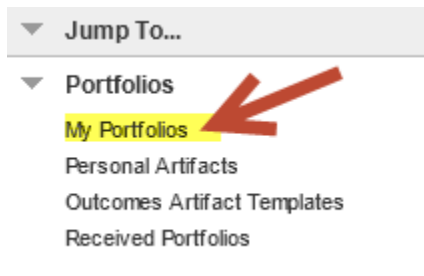 Jump To...
Portfolios
My Portfolios
Personal Artifacts
Outcomes Artifact Templates
Received Portfolios